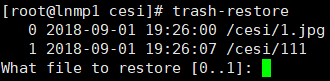 [root@lnmp1 cesi]# trash-restore
0 2018-09-01 19:26:00 /cesi/1.jpg
1 2018-09-01 19:26:07 /cesi/111
What file to restore [0..1]: